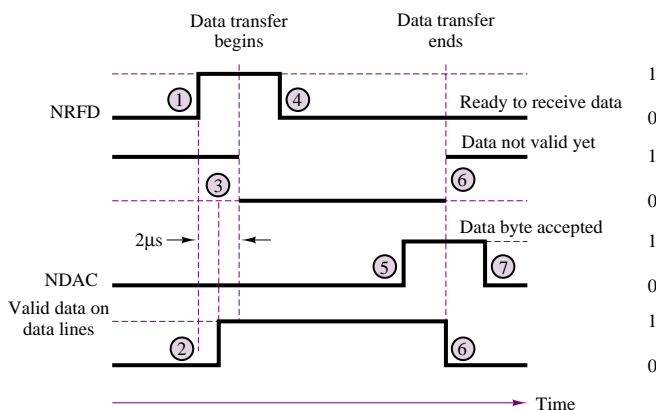 Data transfer
begins
Data transfer
ends
1
1
4
Ready to receive data
NRFD
0
Data not valid yet
1
3
6
0
2μs
Data byte accepted
1
5
7
NDAC
0
Valid data on
data lines
1
2
6
0
Time